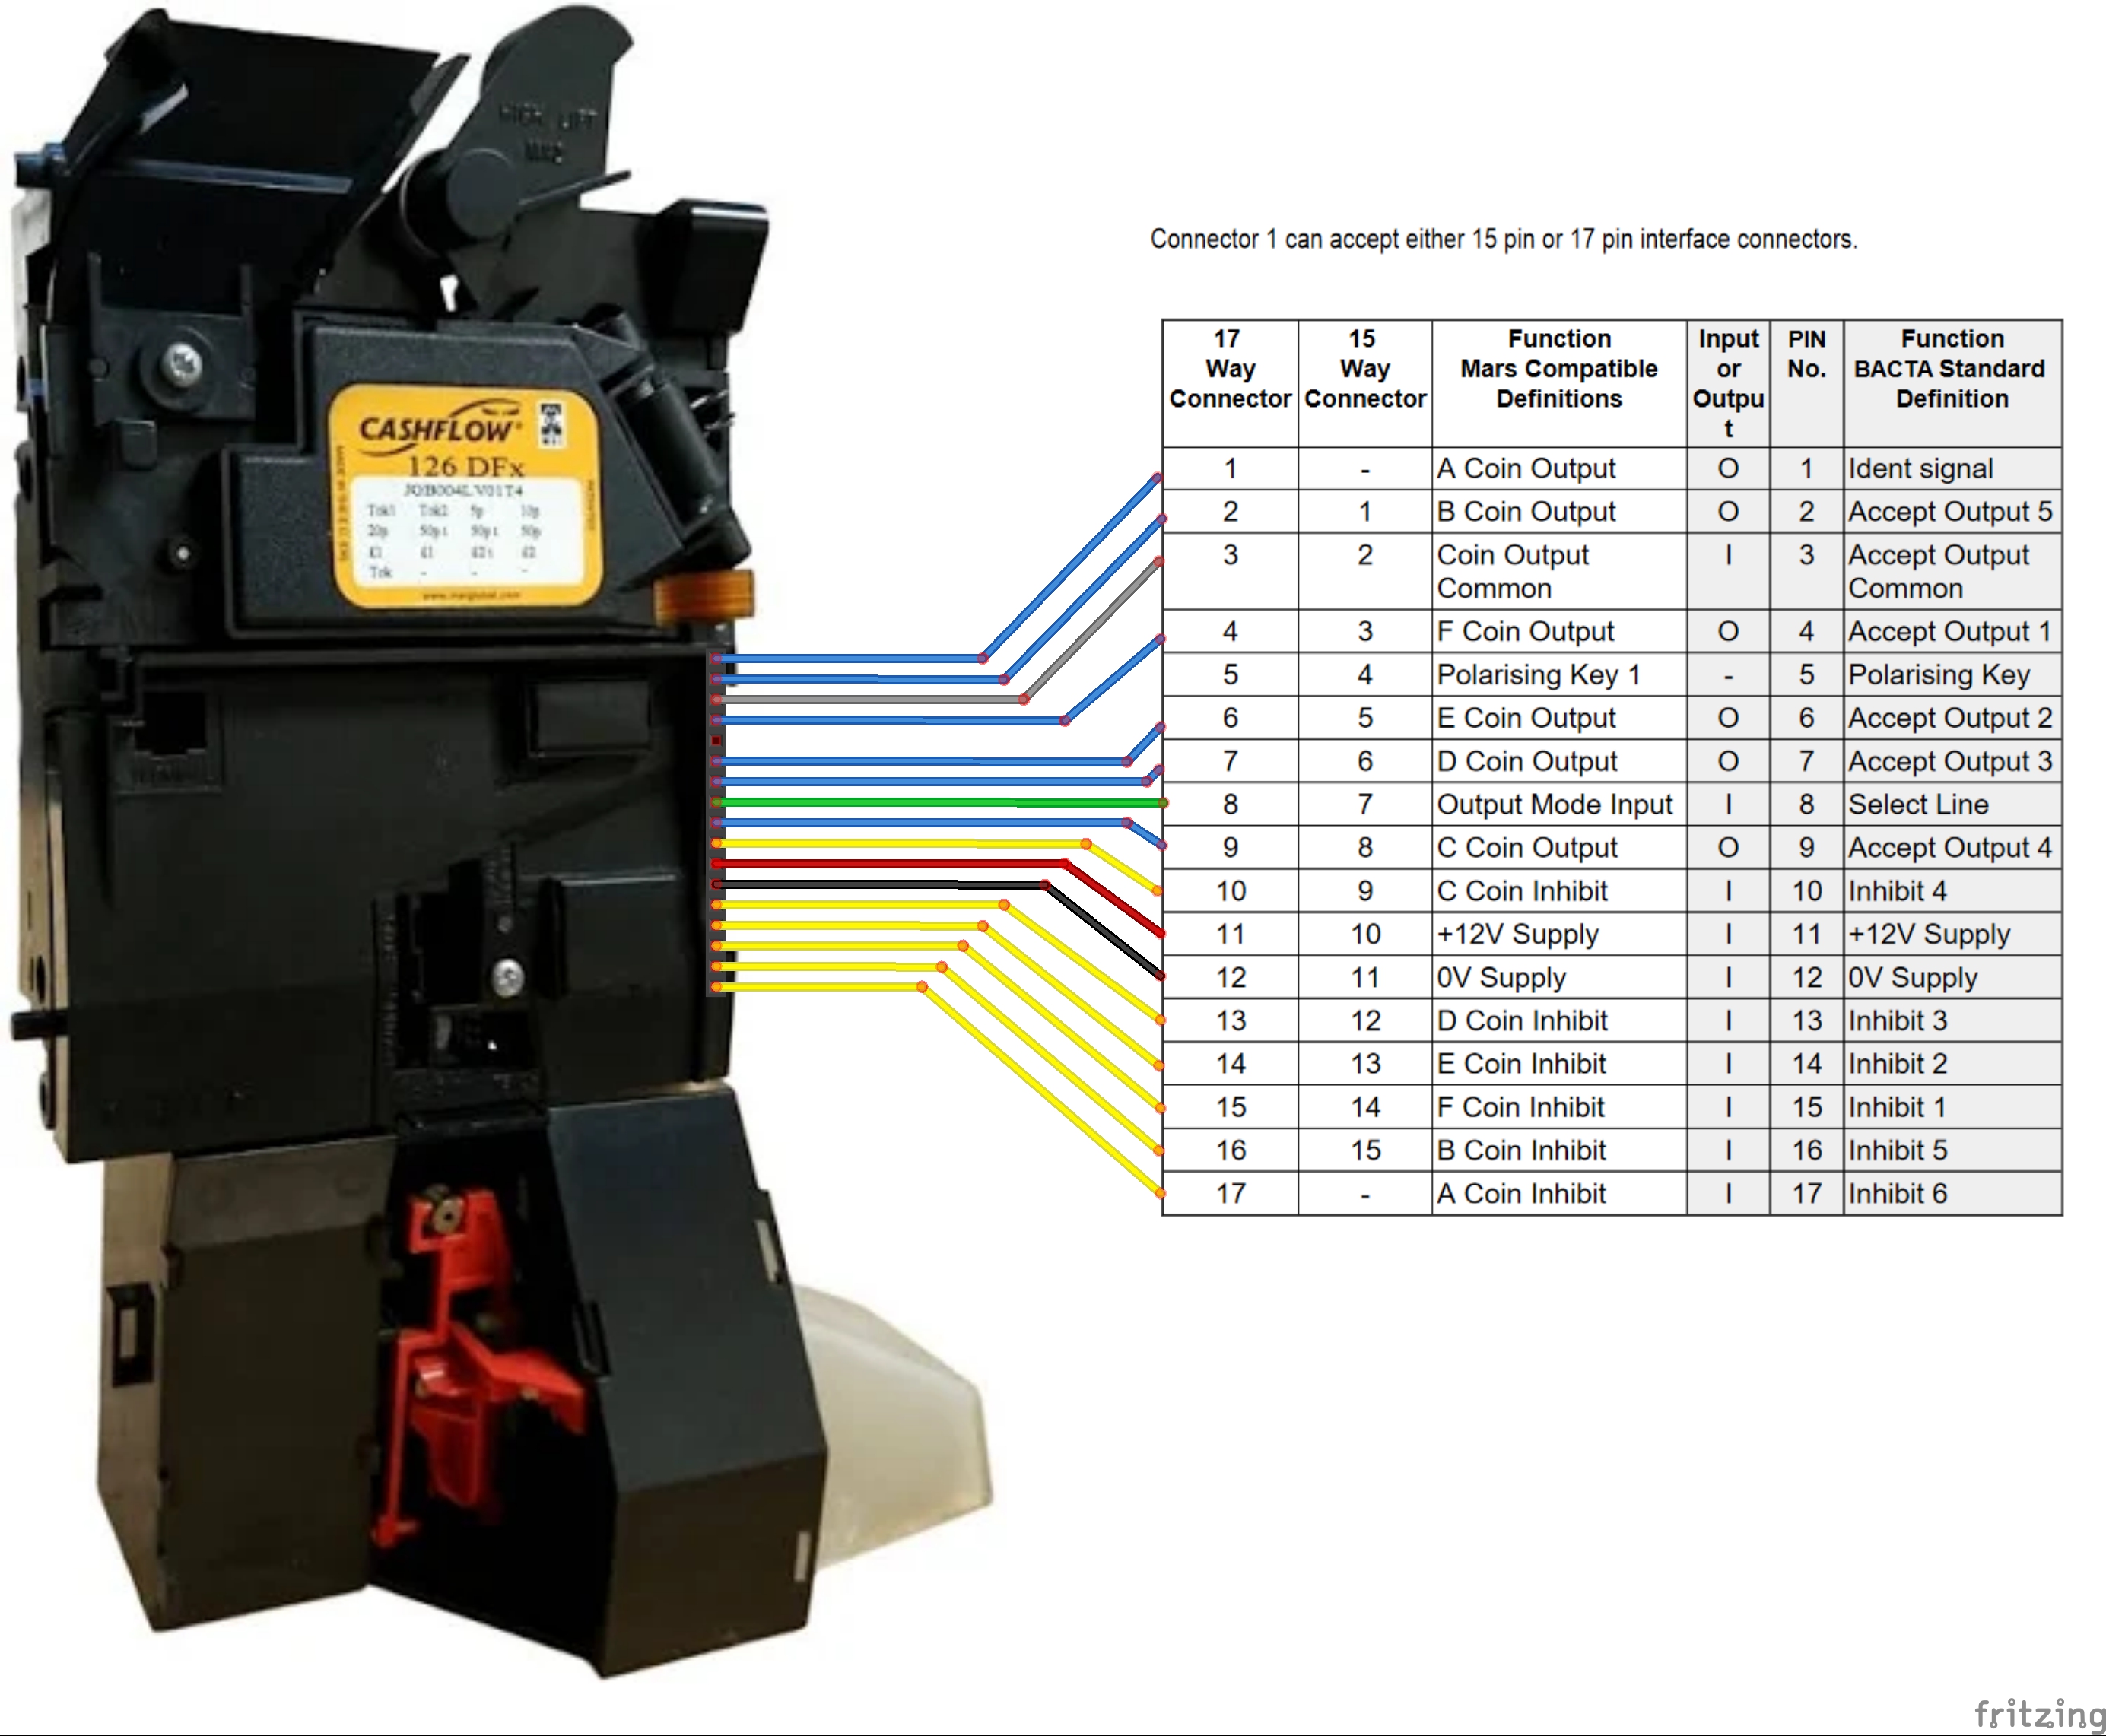 Connector 1 can accept either 15 pin or 17 pin interface connectors.
CASHFLOW®
MEI
126 DFx
JQB004LV01T4
Tok1 Tok2 5p 10p
20p 50p t 50p t 50p
£1 £1 £2 t £2
Tok - - -
17 Way Connector 15 Way Connector Function Mars Compatible Definitions Input or Outpu t PIN No. Function BACTA Standard Definition
1 - A Coin Output O 1 Ident signal
2 1 B Coin Output O 2 Accept Output 5
3 2 Coin Output Common I 3 Accept Output Common
4 3 F Coin Output O 4 Accept Output 1
5 4 Polarising Key 1 - 5 Polarising Key
6 5 E Coin Output O 6 Accept Output 2
7 6 D Coin Output O 7 Accept Output 3
8 7 Output Mode Input I 8 Select Line
9 8 C Coin Output O 9 Accept Output 4
10 9 C Coin Inhibit I 10 Inhibit 4
11 10 +12V Supply I 11 +12V Supply
12 11 0V Supply I 12 0V Supply
13 12 D Coin Inhibit I 13 Inhibit 3
14 13 E Coin Inhibit I 14 Inhibit 2
15 14 F Coin Inhibit I 15 Inhibit 1
16 15 B Coin Inhibit I 16 Inhibit 5
17 - A Coin Inhibit I 17 Inhibit 6
fritzing